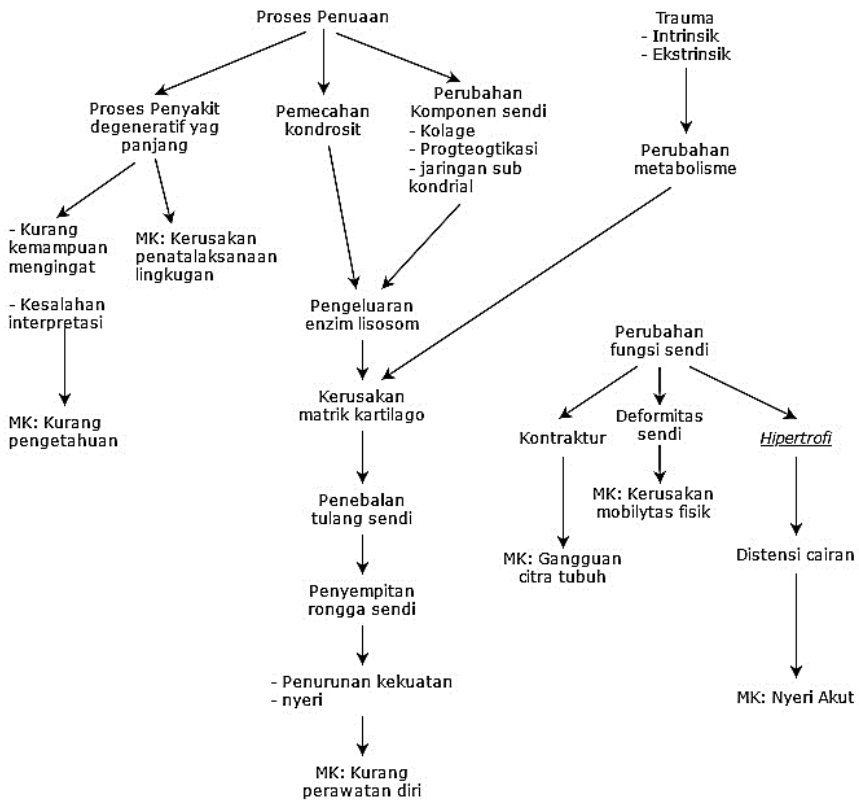 Proses Penuaan
Trauma
- Intrinsik
- Ekstrinsik
Proses Penyakit
degeneratif yag
panjang
Pemecahan
kondrosit
Perubahan
Komponen sendi
- Kolage
- Progteogtikasi
- jaringan sub
kondrial
Perubahan
metabolisme
- Kurang
kemampuan
mengingat
- Kesalahan
interpretasi
MK: Kerusakan
penatalaksanaan
lingkugan
Pengeluaran
enzim lisosom
Perubahan
fungsi sendi
MK: Kurang
pengetahuan
Kerusakan
matrik kartilago
Kontraktur
Deformitas
sendi
Hipertrofi
Penebalan
tulang sendi
MK: Kerusakan
mobilytas fisik
MK: Gangguan
citra tubuh
Distensi cairan
Penyempitan
rongga sendi
- Penurunan kekuatan
- nyeri
MK: Nyeri Akut
MK: Kurang
perawatan diri